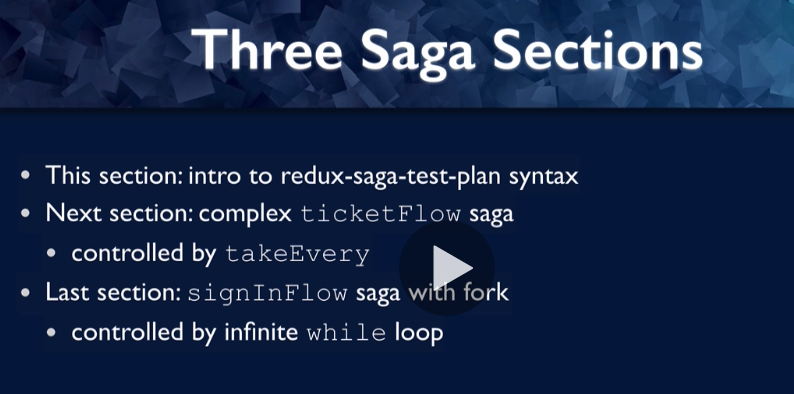 Three Saga Sections
• This section: intro to redux-saga-test-plan syntax
• Next section: complex ticketFlow saga
• controlled by takeEvery
• Last section: signInFlow saga with fork
• controlled by infinite while loop